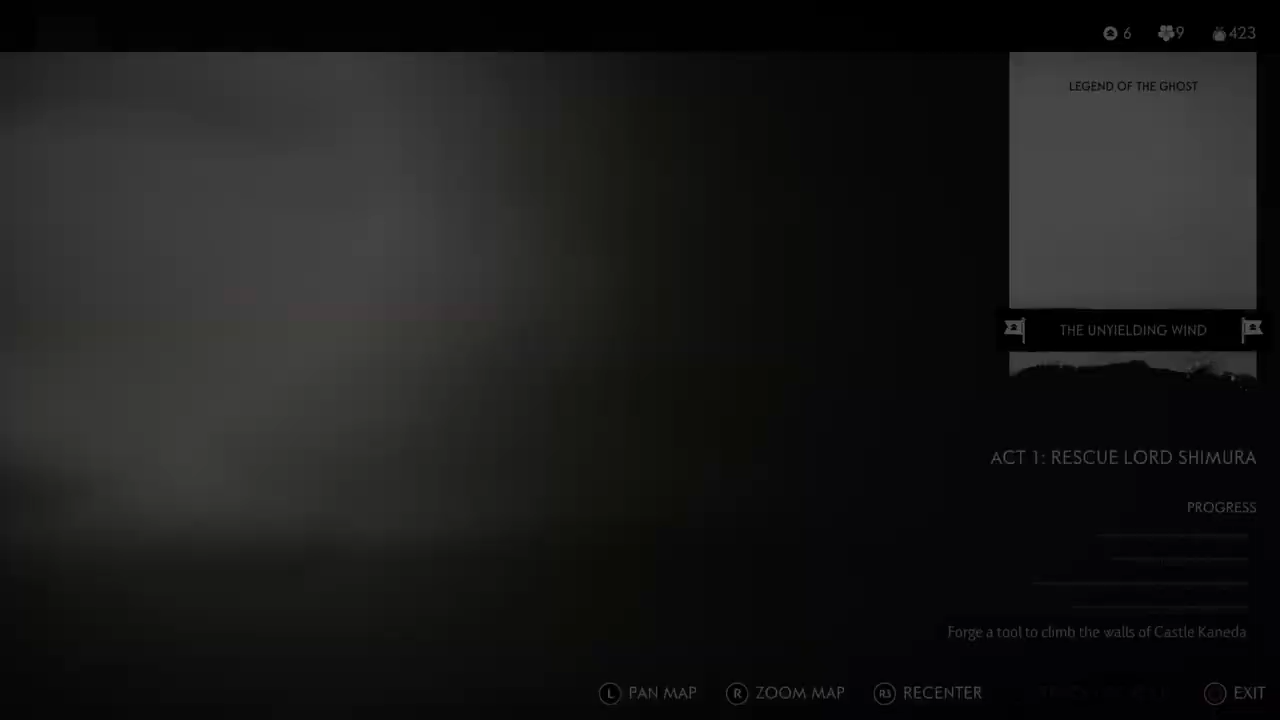 6 9 423
LEGEND OF THE GHOST
THE UNYIELDING WIND
ACT 1: RESCUE LORD SHIMURA
PROGRESS
Forge a tool to climb the walls of Castle Kaneda
L PAN MAP R ZOOM MAP R3 RECENTER EXIT